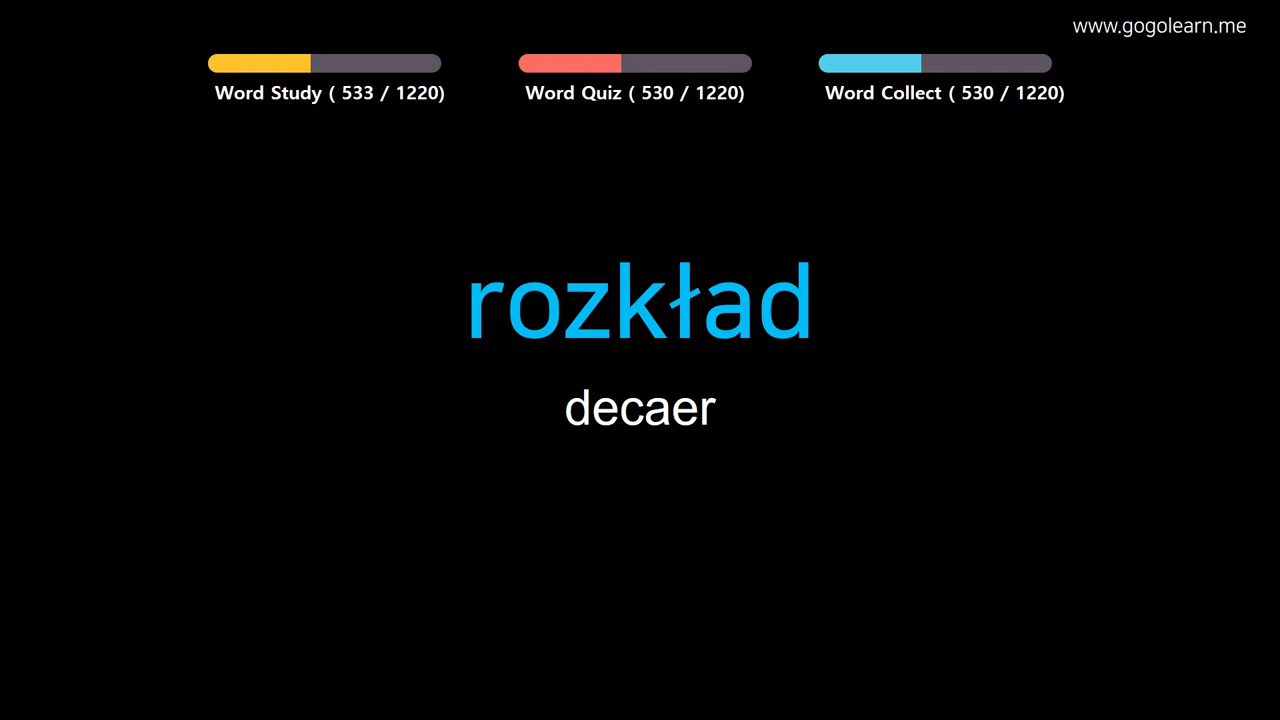 www.gogolearn.me
Word Study ( 533 / 1220)
Word Quiz ( 530 / 1220)
Word Collect ( 530 / 1220)
rozkład
decaer